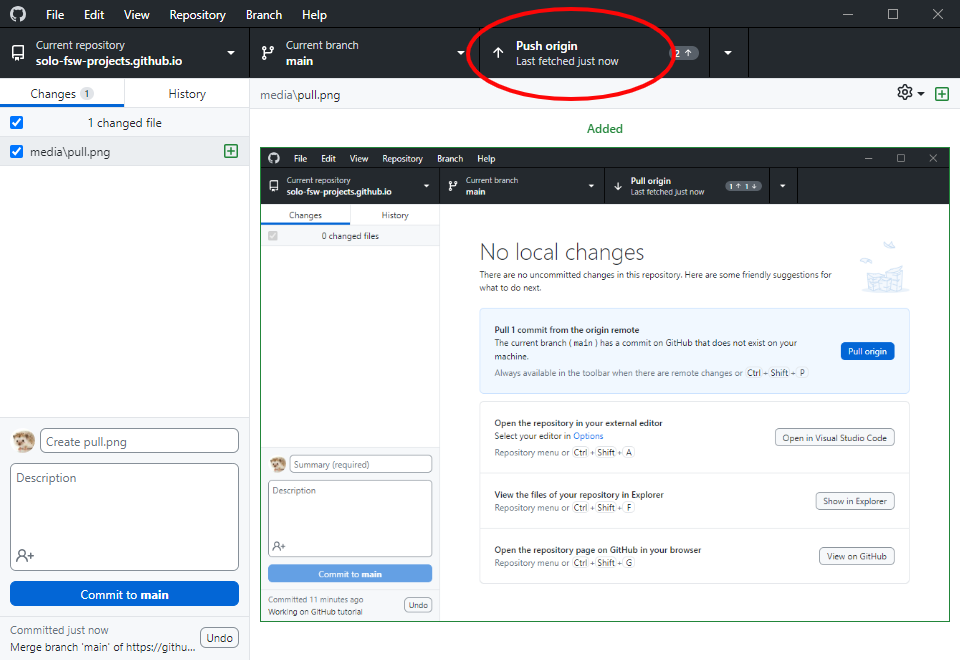 File Edit View Repository Branch Help
Current repository
solo-fsw-projects.github.io
Current branch
main
Push origin
Last fetched just now
2
Changes 1
History
media\pull.png
1 changed file
media\pull.png
Added
File Edit View Repository Branch Help
Current repository
solo-fsw-projects.github.io
Current branch
main
Pull origin
Last fetched just now
1 ↑ 1 ↓
Changes
History
0 changed files
No local changes
There are no uncommitted changes in this repository. Here are some friendly suggestions for
what to do next.
Pull 1 commit from the origin remote
The current branch ( main ) has a commit on GitHub that does not exist on your
machine.
Always available in the toolbar when there are remote changes or Ctrl + Shift + P
Pull origin
Open the repository in your external editor
Select your editor in Options
Repository menu or Ctrl + Shift + A
Open in Visual Studio Code
View the files of your repository in Explorer
Repository menu or Ctrl + Shift + F
Show in Explorer
Open the repository page on GitHub in your browser
Repository menu or Ctrl + Shift + G
View on GitHub
Summary (required)
Description
Commit to main
Committed 11 minutes ago
Working on GitHub tutorial
Undo
Create pull.png
Description
Commit to main
Committed just now
Merge branch 'main' of https://githu...
Undo